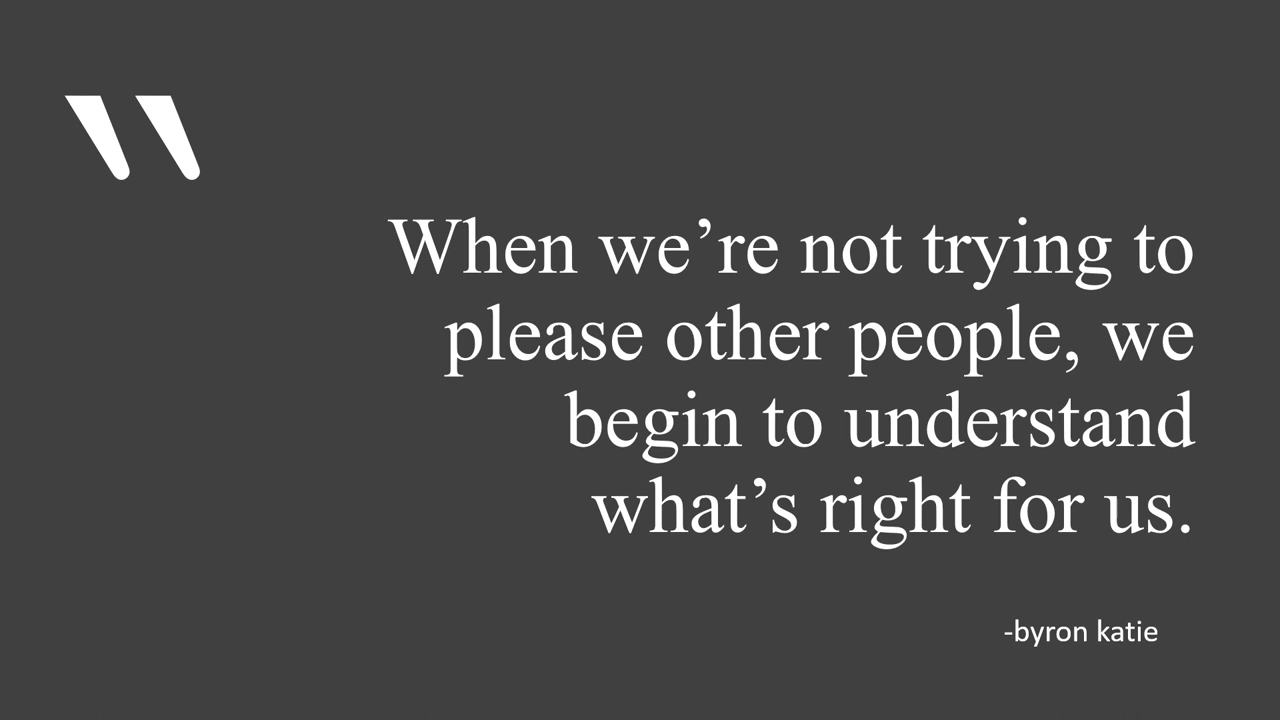 "
When we’re not trying to
please other people, we
begin to understand
what’s right for us.
-byron katie